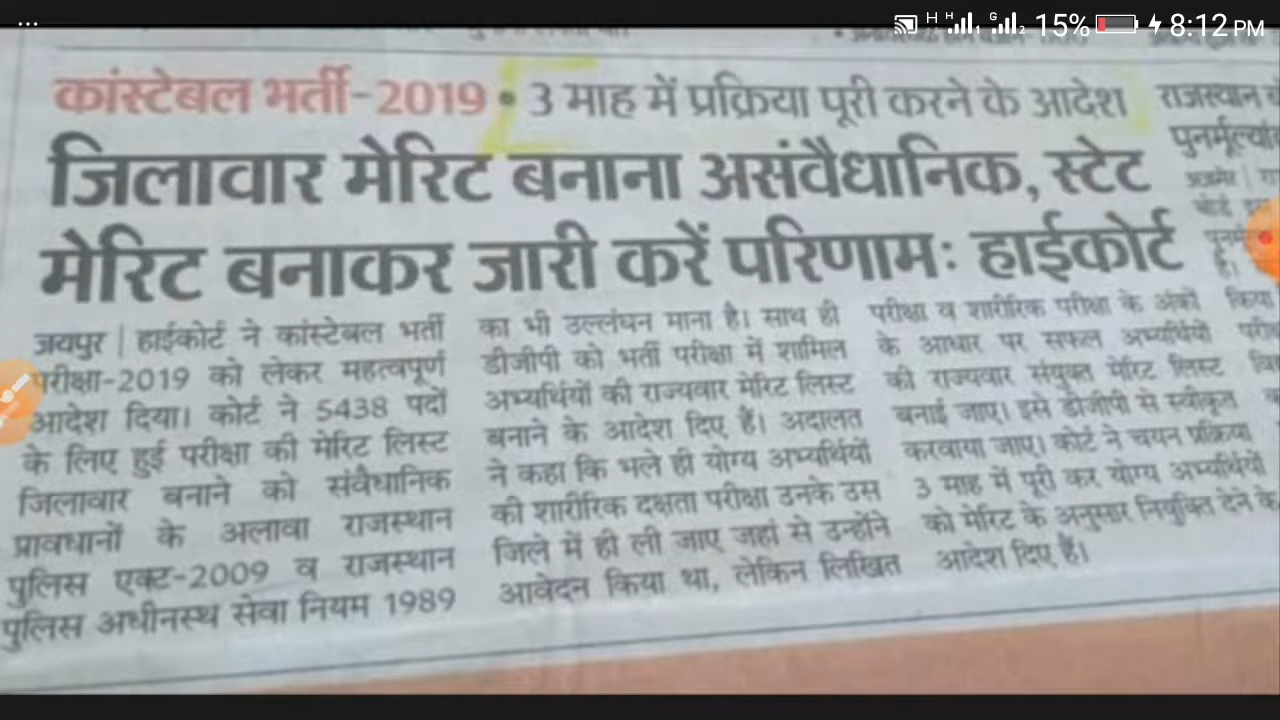 ... H H 1 G 2 15% 8:12 PM
कांस्टेबल भर्ती-2019 • 3 माह में प्रक्रिया पूरी करने के आदेश
जिलावार मेरिट बनाना असंवैधानिक, स्टेट
मेरिट बनाकर जारी करें परिणामः हाईकोर्ट
जयपुर | हाईकोर्ट ने कांस्टेबल भर्ती
परीक्षा-2019 को लेकर महत्वपूर्ण
आदेश दिया। कोर्ट ने 5438 पदों
के लिए हुई परीक्षा की मेरिट लिस्ट
जिलावार बनाने को संवैधानिक
प्रावधानों के अलावा राजस्थान
पुलिस एक्ट-2009 व राजस्थान
पुलिस अधीनस्थ सेवा नियम 1989
का भी उल्लंघन माना है। साथ ही
डीजीपी को भर्ती परीक्षा में शामिल
अभ्यर्थियों की राज्यवार मेरिट लिस्ट
बनाने के आदेश दिए हैं। अदालत
ने कहा कि भले ही योग्य अभ्यर्थियों
की शारीरिक दक्षता परीक्षा उनके उस
जिले में ही ली जाए जहां से उन्होंने
आवेदन किया था, लेकिन लिखित
परीक्षा व शारीरिक परीक्षा के अंकों
के आधार पर सफल अभ्यर्थियों
की राज्यवार संयुक्त मेरिट लिस्ट
बनाई जाए। इसे डीजीपी से स्वीकृत
करवाया जाए। कोर्ट ने चयन प्रक्रिया
3 माह में पूरी कर योग्य अभ्यर्थियों
को मेरिट के अनुसार नियुक्ति देने के
आदेश दिए हैं।
राजस्थान
है।
किया